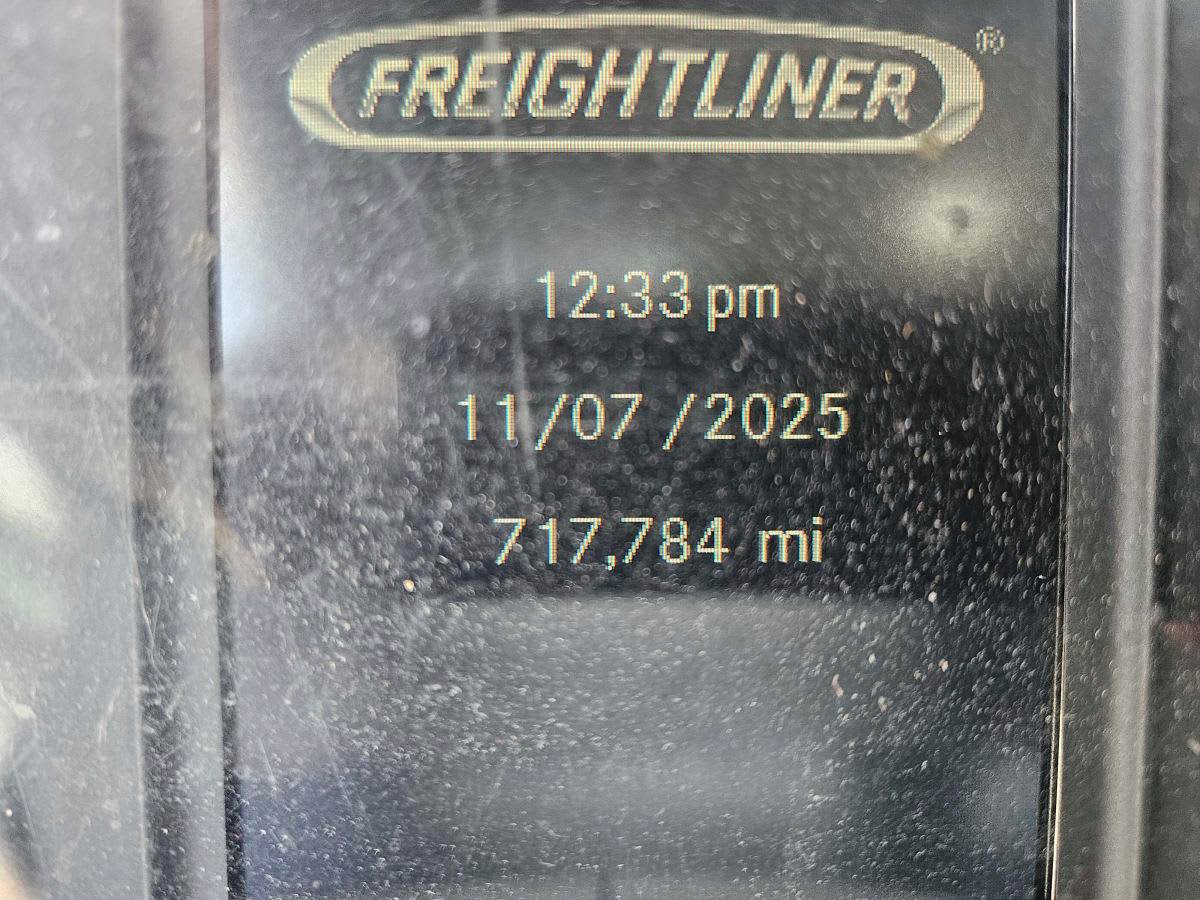 FREIGHTLINER®
12:33 pm
11/07/2025
717,784 mi